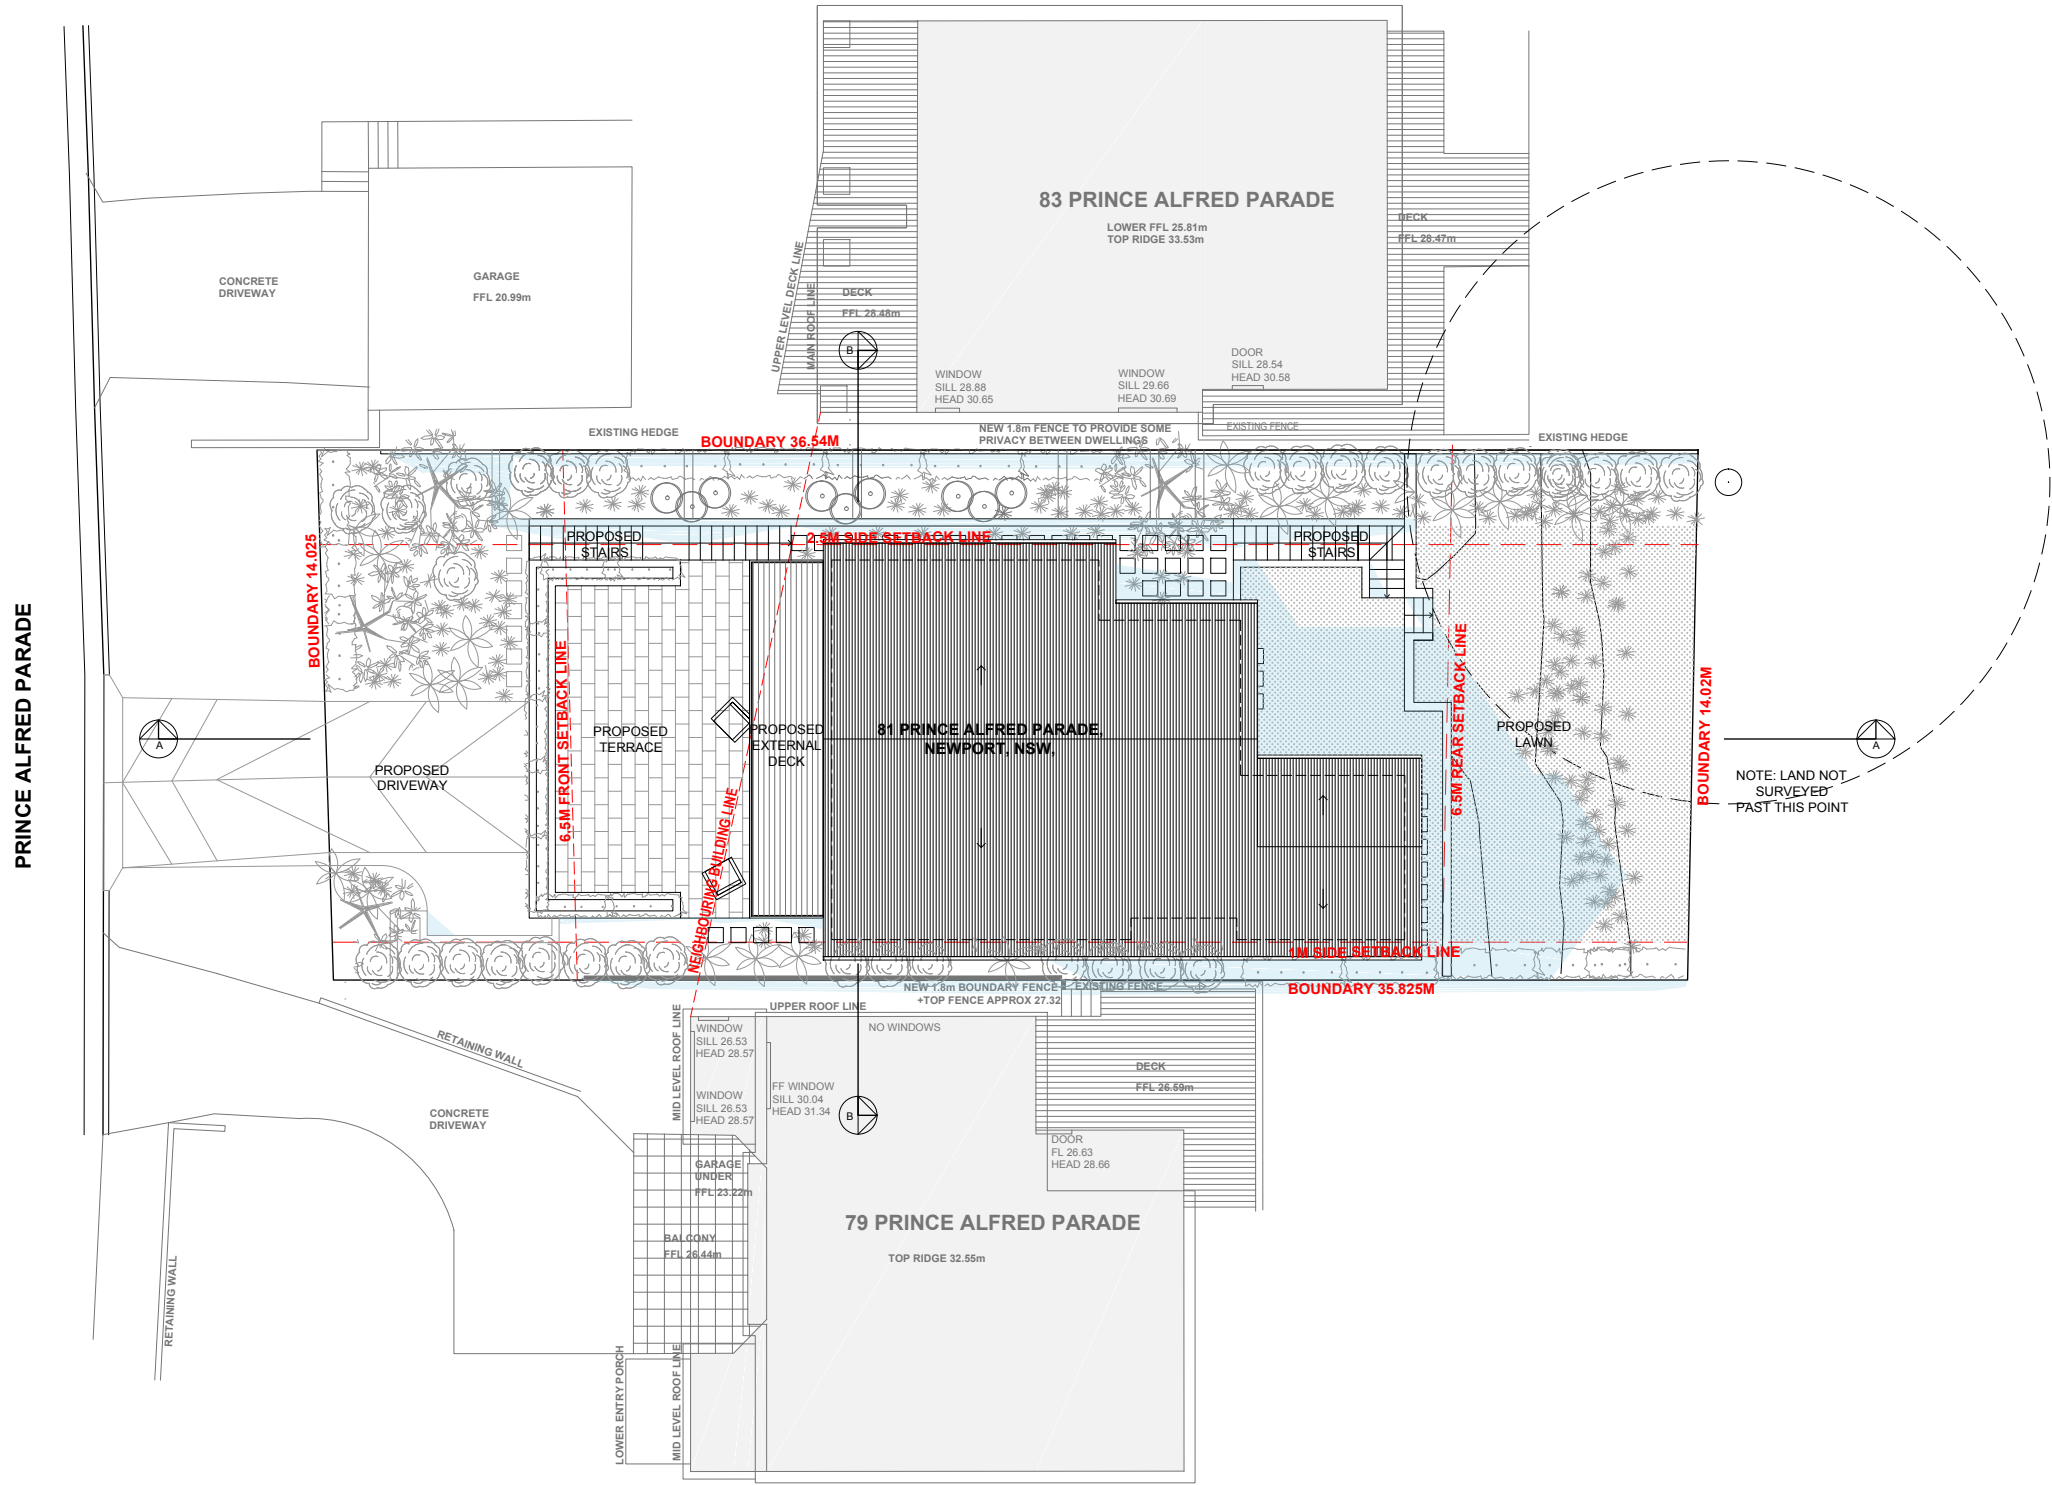 83 PRINCE ALFRED PARADE
LOWER FFL 25.81m
TOP RIDGE 33.53m
DECK
FFL 28.47m
UPPER LEVEL DECK LINE
MAIN ROOF LINE
DECK
FFL 28.48m
B
CONCRETE
DRIVEWAY
GARAGE
FFL 20.99m
WINDOW
SILL 28.88
HEAD 30.65
WINDOW
SILL 29.66
HEAD 30.69
DOOR
SILL 28.54
HEAD 30.58
EXISTING HEDGE
BOUNDARY 36.54M
NEW 1.8m FENCE TO PROVIDE SOME
PRIVACY BETWEEN DWELLINGS
EXISTING FENCE
EXISTING HEDGE
PROPOSED
STAIRS
2.5M SIDE SETBACK LINE
PROPOSED
STAIRS
BOUNDARY 14.025
PRINCE ALFRED PARADE
6.5M FRONT SETBACK LINE
PROPOSED
TERRACE
PROPOSED
EXTERNAL
DECK
81 PRINCE ALFRED PARADE,
NEWPORT, NSW,
6.5M REAR SETBACK LINE
PROPOSED
LAWN
BOUNDARY 14.02M
A
A
PROPOSED
DRIVEWAY
NOTE: LAND NOT
SURVEYED
PAST THIS POINT
NEIGHBOURING BUILDING LINE
1M SIDE SETBACK LINE
BOUNDARY 35.825M
NEW 1.8m BOUNDARY FENCE
+TOP FENCE APPROX 27.32
EXISTING FENCE
UPPER ROOF LINE
MID LEVEL ROOF LINE
WINDOW
SILL 26.53
HEAD 28.57
NO WINDOWS
RETAINING WALL
WINDOW
SILL 26.53
HEAD 28.57
FF WINDOW
SILL 30.04
HEAD 31.34
B
DECK
FFL 26.59m
CONCRETE
DRIVEWAY
DOOR
FL 26.63
HEAD 28.66
GARAGE
UNDER
FFL 23.22m
79 PRINCE ALFRED PARADE
TOP RIDGE 32.55m
BALCONY
FFL 26.44m
RETAINING WALL
LOWER ENTRY PORCH
MID LEVEL ROOF LINE